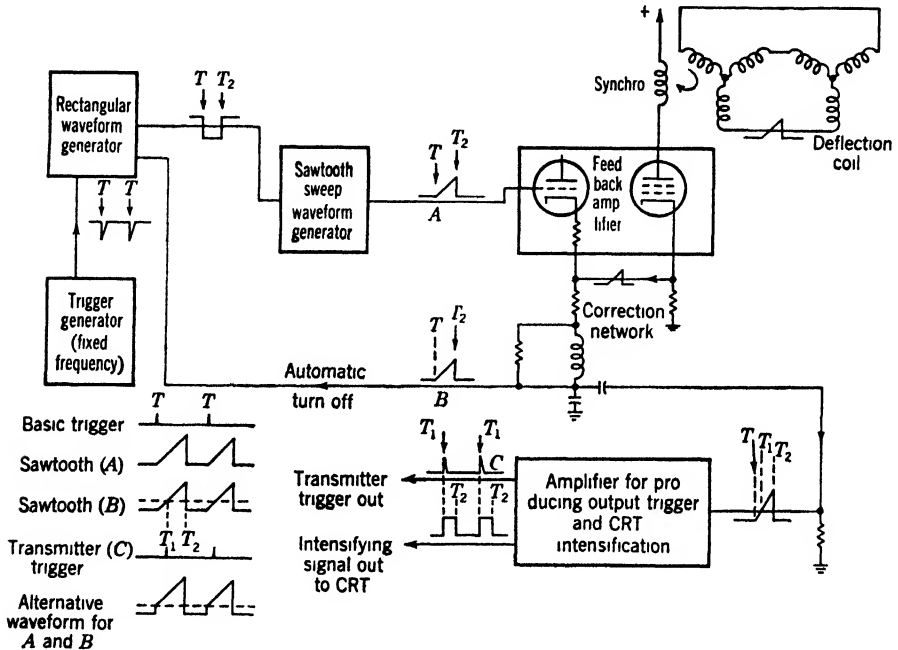 +
Synchro
Deflection
coil
T T2
Rectangular
waveform
generator
T T
Sawtooth
sweep
waveform
generator
T T2
A
Feed
back
amp
lifier
Trigger
generator
(fixed
frequency)
Correction
network
T Γ2
B
Automatic
turn off
T T
Basic trigger
Sawtooth (A)
Sawtooth (B)
T1 T2
Transmitter (C)
trigger
Alternative
waveform for
A and B
T1 T1
C
Transmitter
trigger out
T2 T2
Intensifying
signal out
to CRT
Amplifier for pro
ducing output trigger
and CRT
intensification
T T1 T2